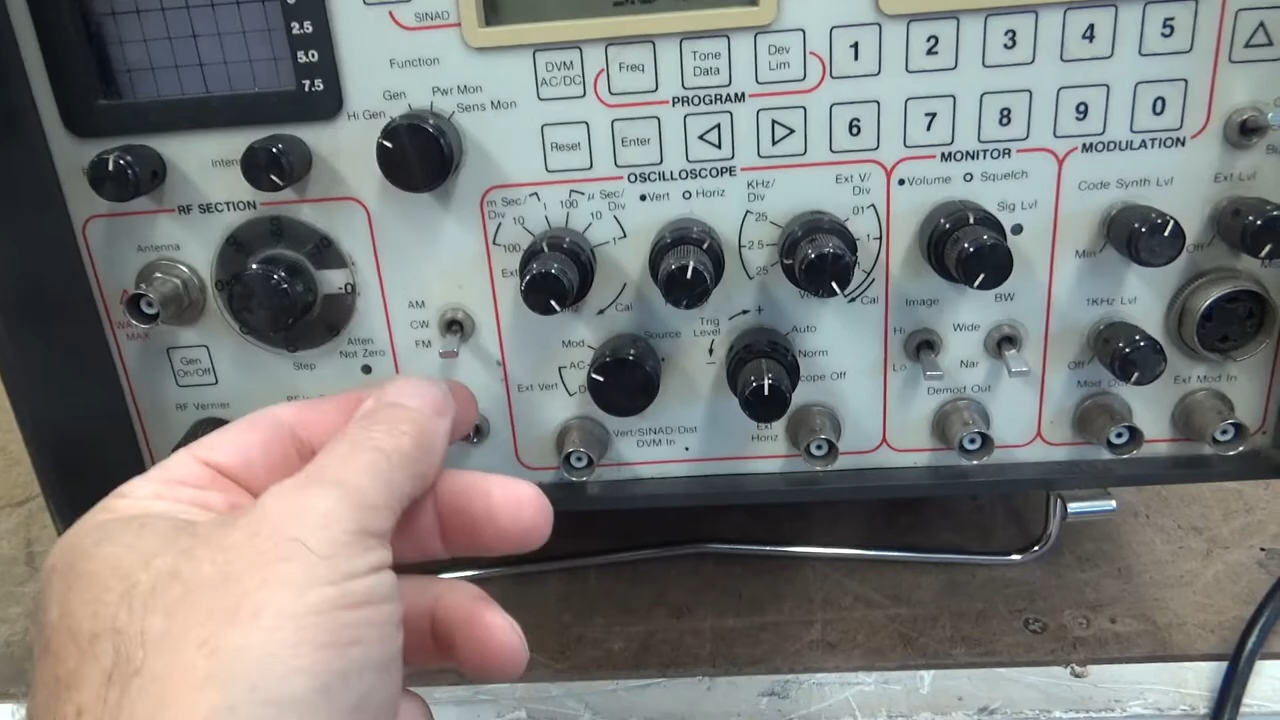 2.5
5.0
7.5
SINAD
Function
Hi Gen
Gen
Pwr Mon
Sens Mon
DVM
AC/DC
Freq
Tone
Data
Dev
Lim
PROGRAM
Reset
Enter
1
2
3
4
5
6
7
8
9
0
RF SECTION
Antenna
MAX
Gen
On/Off
Step
Atten
Not Zero
RF Vernier
AM
CW
FM
OSCILLOSCOPE
m Sec/
Div
µ Sec/
Div
10
1
100
10
100
1
Ext
Cal
Vert
Horiz
KHz/
Div
Ext V/
Div
25
2.5
.25
.01
.1
1
Cal
Source
Mod
AC
Ext Vert
Trig
Level
+
−
Auto
Norm
Ext
Horiz
Vert/SINAD/Dist
DVM In
MONITOR
Volume
Squelch
Sig Lvl
Image
BW
Hi
Lo
Wide
Nar
Demod Out
MODULATION
Code Synth Lvl
Ext Lvl
Min
Off
1KHz Lvl
Off
Ext Mod In